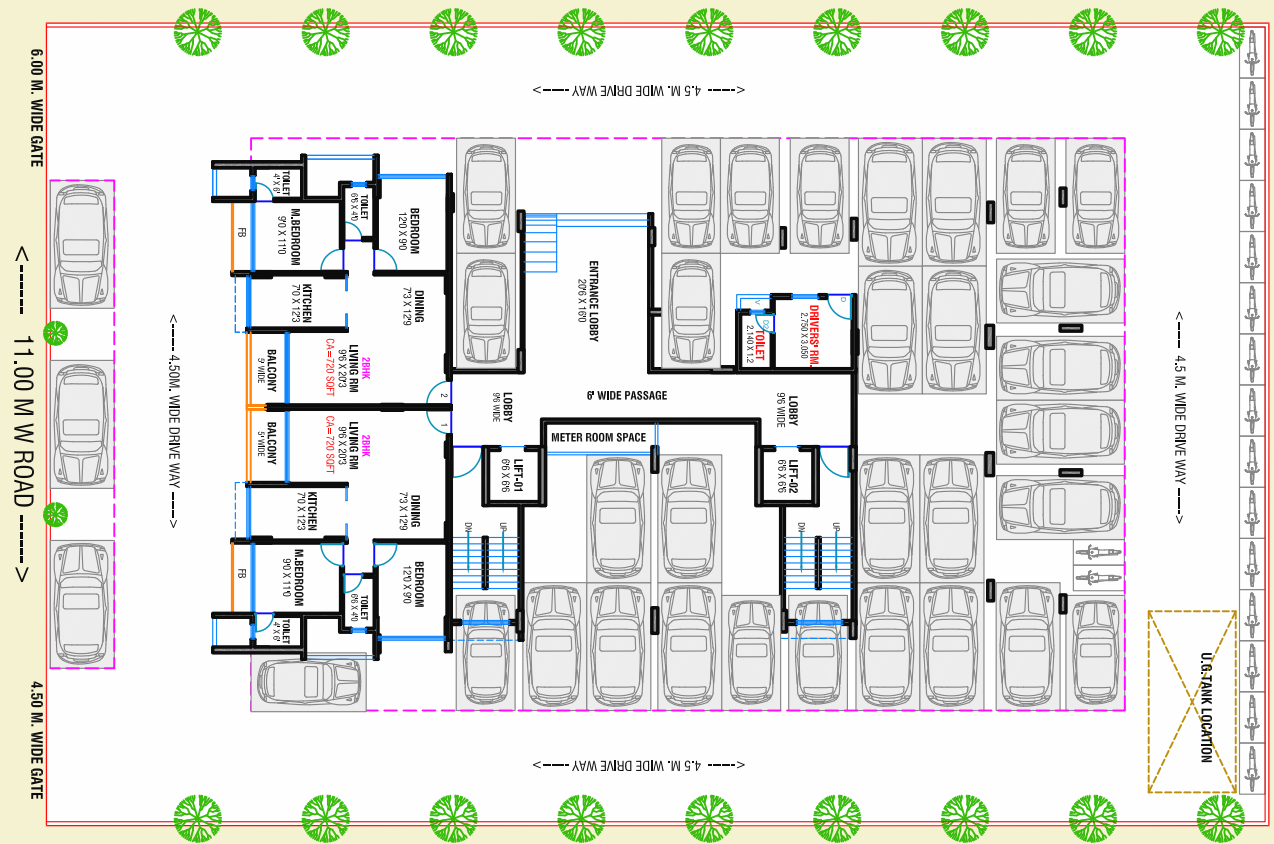 6.00 M. WIDE GATE
<------ 11.00 M W ROAD ------>
4.50 M. WIDE GATE
<----- 4.5 M. WIDE DRIVE WAY ----->
<----- 4.50M. WIDE DRIVE WAY ----->
<----- 4.5 M. WIDE DRIVE WAY ----->
<----- 4.5 M. WIDE DRIVE WAY ----->
TOILET
4' X 6'
M.BEDROOM
9'0 X 11'0
FB
TOILET
6'6 X 4'0
BEDROOM
12'0 X 9'0
KITCHEN
7'0 X 12'3
DINING
7'3 X 12'9
BALCONY
5' WIDE
2BHK
LIVING RM
9'6 X 20'3
CA=720 SQFT
2
1
BALCONY
5' WIDE
2BHK
LIVING RM
9'6 X 20'3
CA=720 SQFT
KITCHEN
7'0 X 12'3
DINING
7'3 X 12'9
FB
M.BEDROOM
9'0 X 11'0
TOILET
4' X 6'
TOILET
6'6 X 4'0
BEDROOM
12'0 X 9'0
ENTRANCE LOBBY
20'6 X 16'0
V
D
D2
DRIVERS' RM.
2.750 X 3.050
TOILET
2.140 X 1.2
6' WIDE PASSAGE
LOBBY
9'6 WIDE
LOBBY
9'6 WIDE
METER ROOM SPACE
LIFT-01
6'6 X 6'6
LIFT-02
6'6 X 6'6
DN
UP
DN
UP
U.G.TANK LOCATION